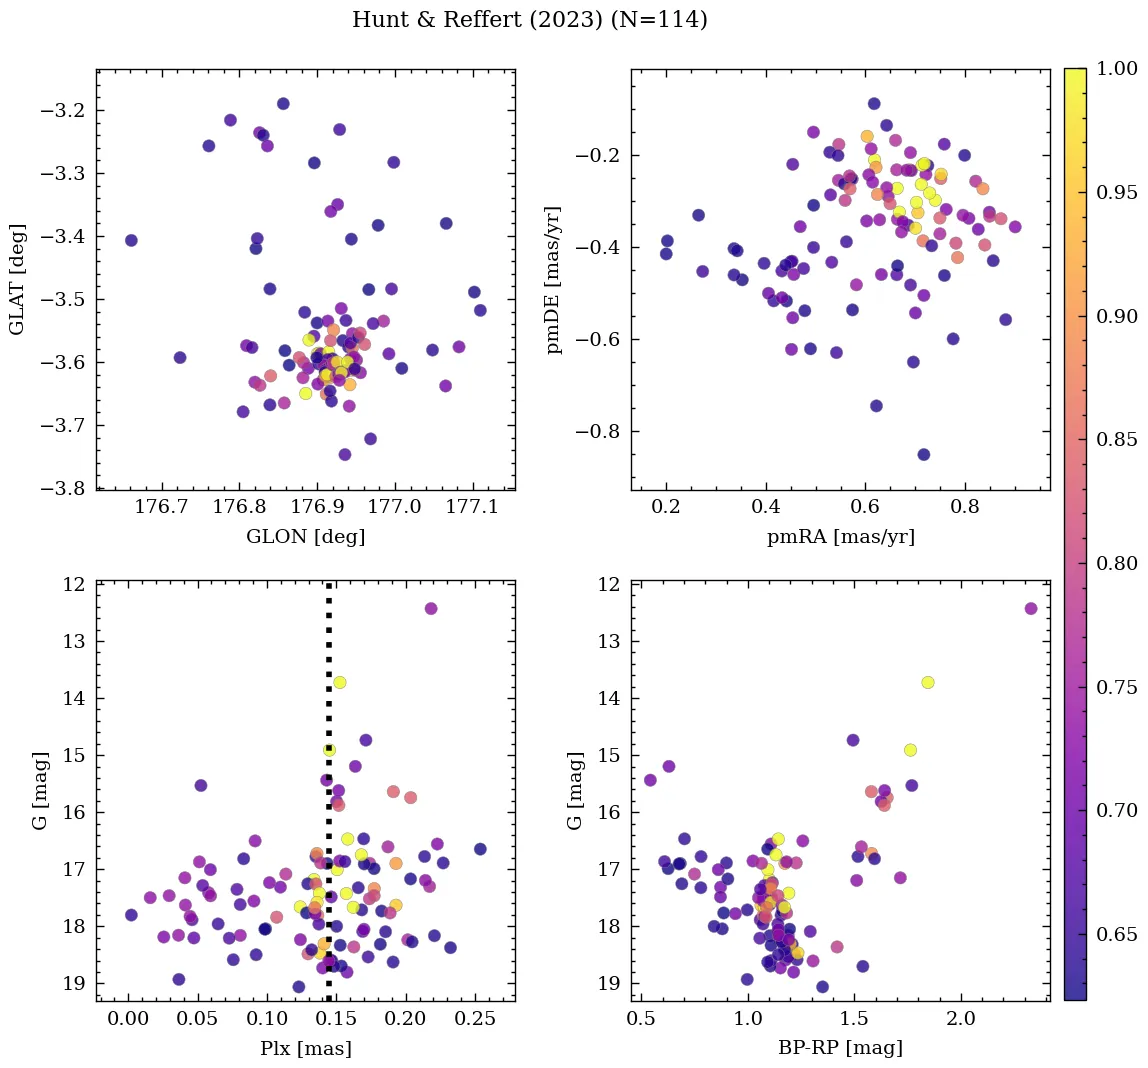 Hunt & Reffert (2023) (N=114)
−3.2
−3.3
−3.4
−3.5
−3.6
−3.7
−3.8
GLAT [deg]
176.7 176.8 176.9 177.0 177.1
GLON [deg]
−0.2
−0.4
−0.6
−0.8
pmDE [mas/yr]
0.2 0.4 0.6 0.8
pmRA [mas/yr]
12
13
14
15
16
17
18
19
G [mag]
0.00 0.05 0.10 0.15 0.20 0.25
Plx [mas]
12
13
14
15
16
17
18
19
G [mag]
0.5 1.0 1.5 2.0
BP-RP [mag]
1.00
0.95
0.90
0.85
0.80
0.75
0.70
0.65